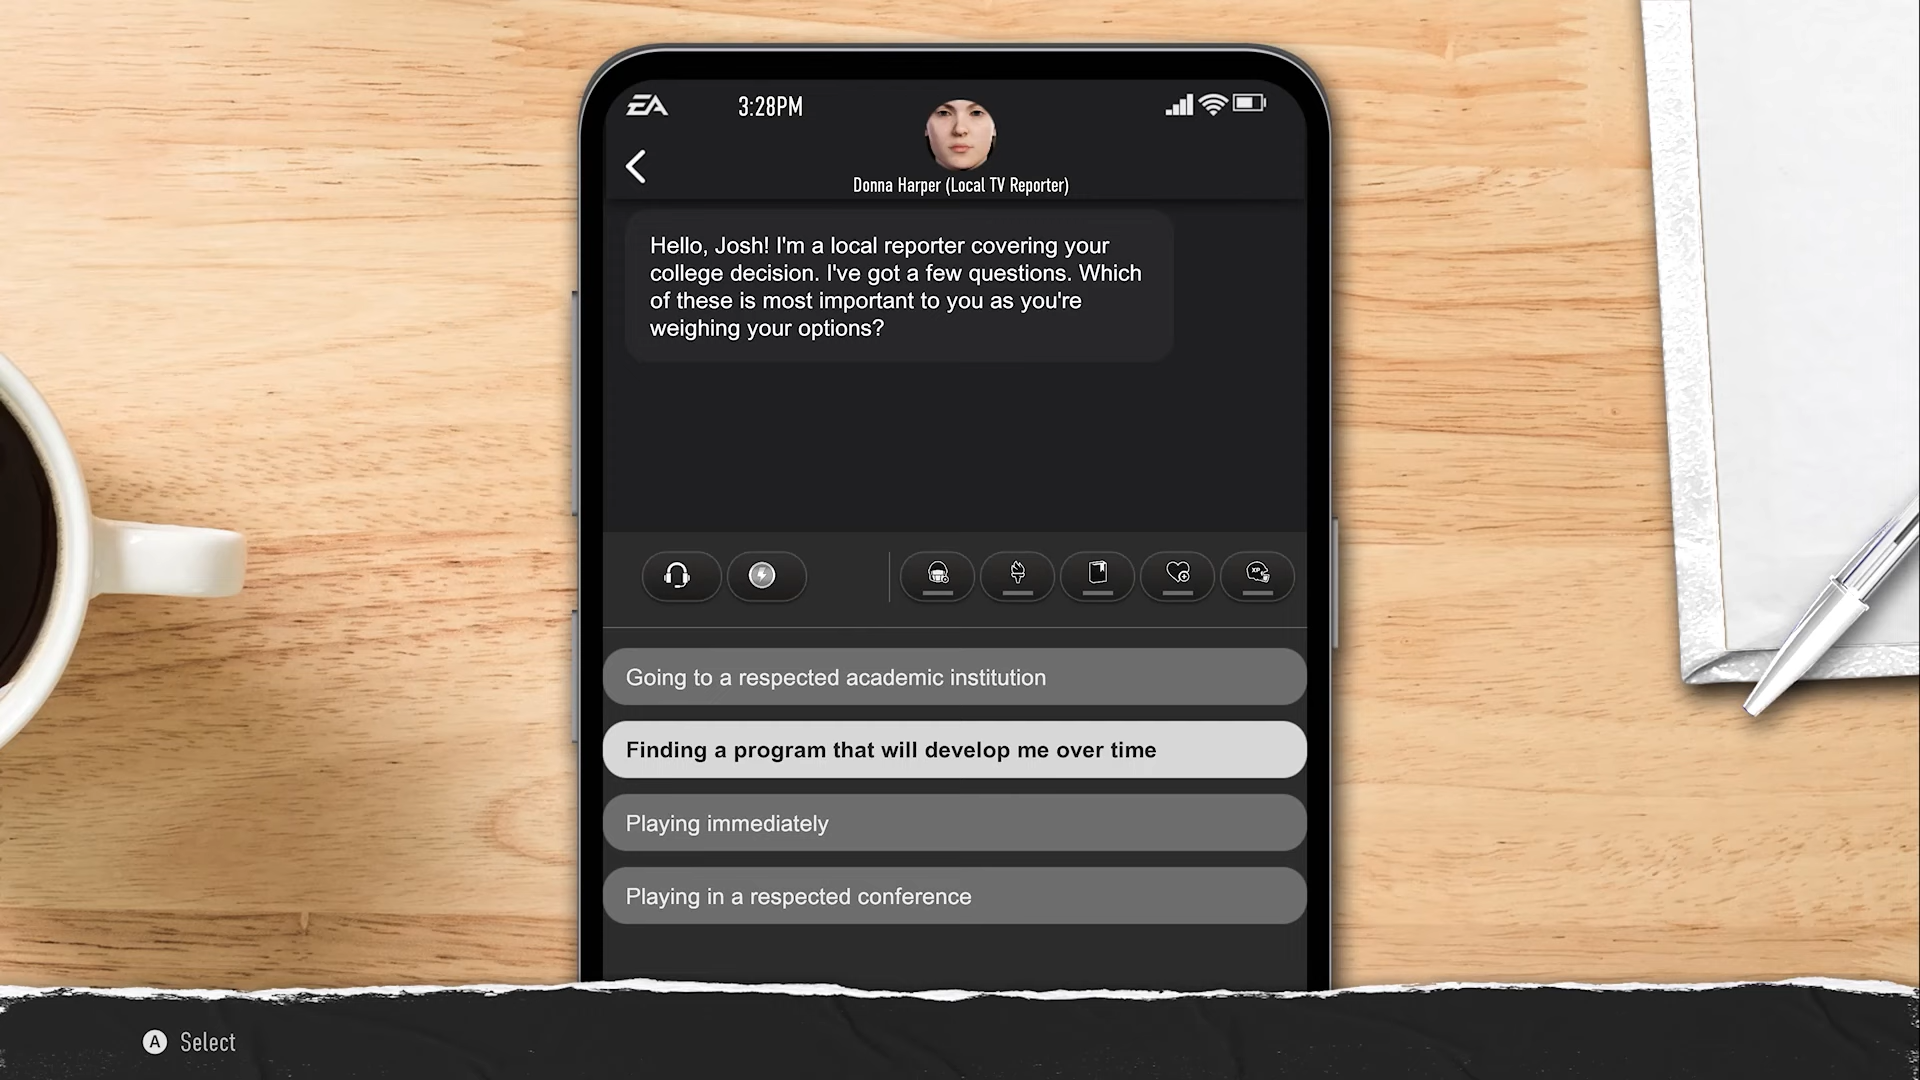 EA
3:28PM
Donna Harper (Local TV Reporter)
Hello, Josh! I'm a local reporter covering your
college decision. I've got a few questions. Which
of these is most important to you as you're
weighing your options?
XP
Going to a respected academic institution
Finding a program that will develop me over time
Playing immediately
Playing in a respected conference
A Select